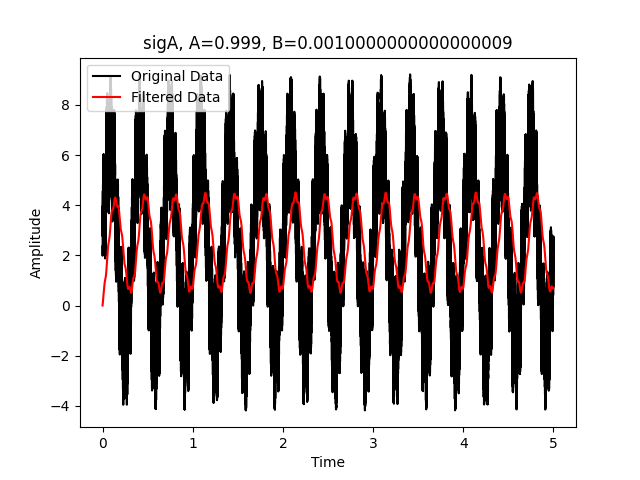 sigA, A=0.999, B=0.0010000000000000009
Original Data
Filtered Data
Amplitude
8
6
4
2
0
−2
−4
0 1 2 3 4 5
Time